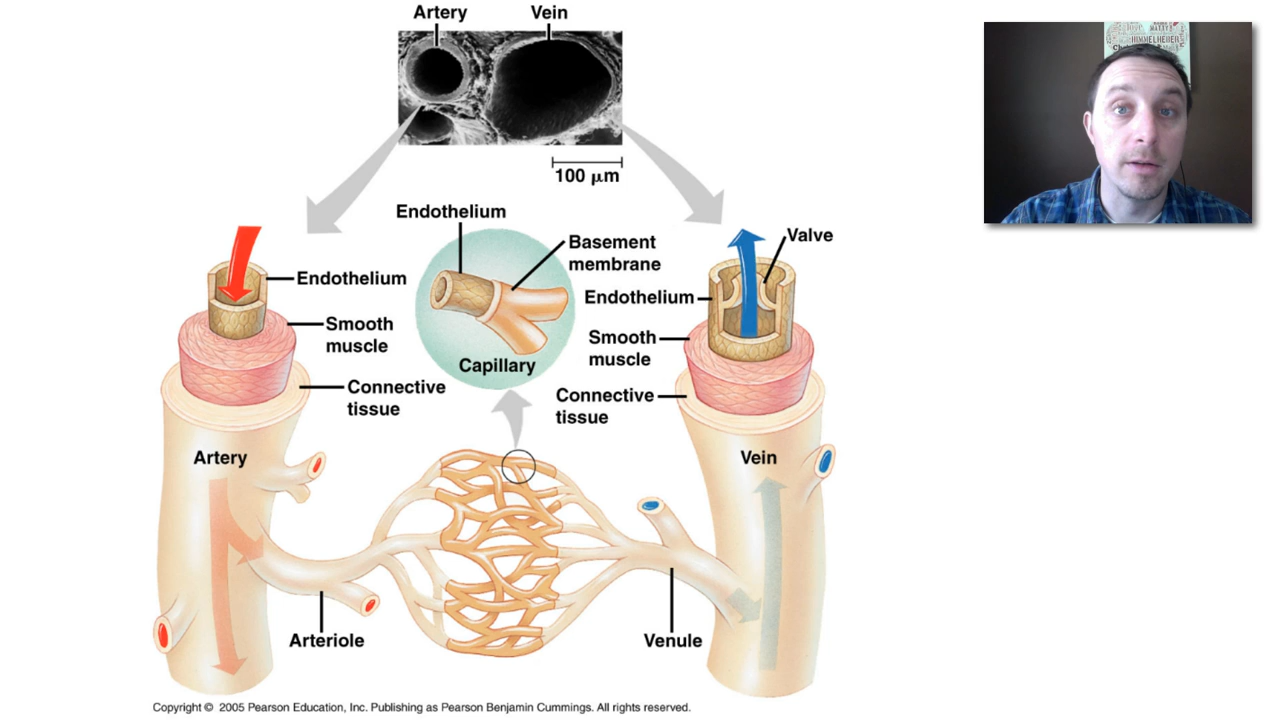 Artery Vein
100 μm
Endothelium
Basement
membrane
Capillary
Endothelium
Smooth
muscle
Connective
tissue
Artery
Valve
Endothelium
Smooth
muscle
Connective
tissue
Vein
Arteriole
Venule
Copyright © 2005 Pearson Education, Inc. Publishing as Pearson Benjamin Cummings. All rights reserved.
HIMMELHEBER